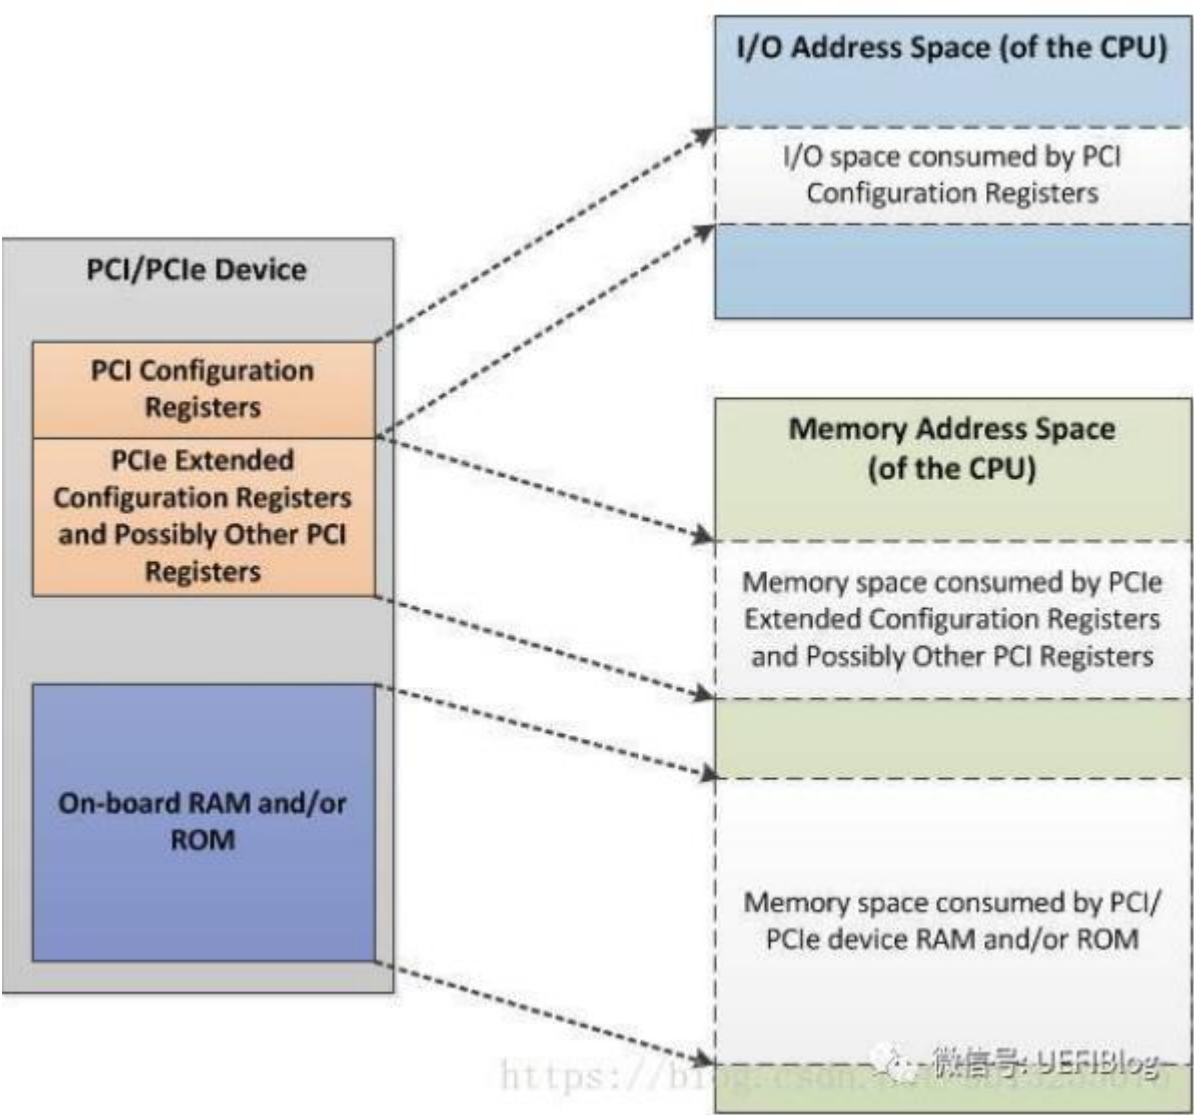 I/O Address Space (of the CPU)
I/O space consumed by PCI
Configuration Registers
PCI/PCIe Device
PCI Configuration
Registers
PCIe Extended
Configuration Registers
and Possibly Other PCI
Registers
On-board RAM and/or
ROM
Memory Address Space
(of the CPU)
Memory space consumed by PCIe
Extended Configuration Registers
and Possibly Other PCI Registers
Memory space consumed by PCI/
PCIe device RAM and/or ROM
微信号: UEFIBlog
https://blog.csdn.